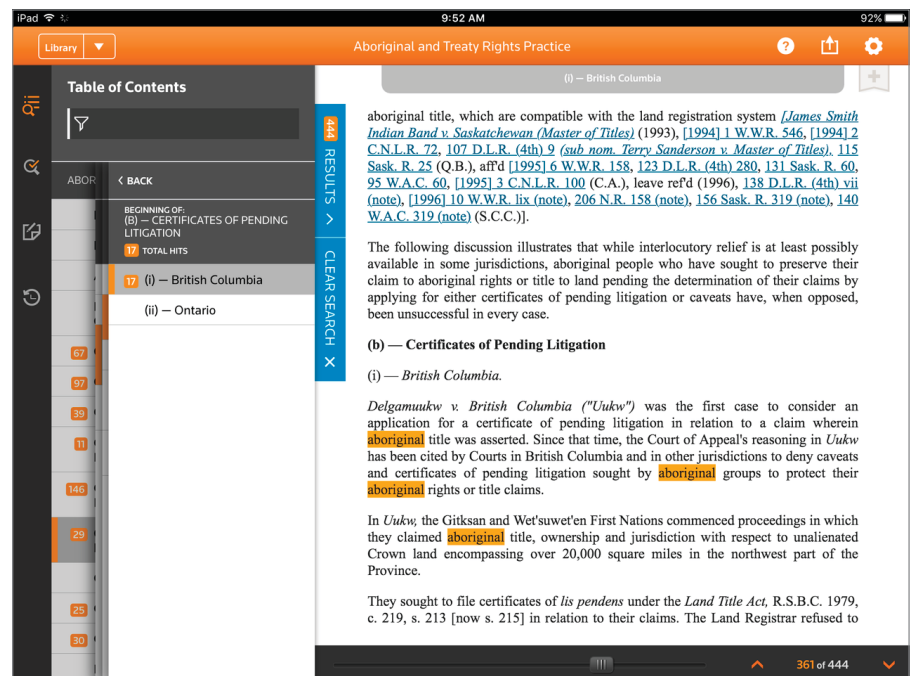 iPad
9:52 AM
92%
Library
Aboriginal and Treaty Rights Practice
?
Table of Contents
ABOR
67
97
39
11
146
29
25
30
< BACK
BEGINNING OF:
(B) — CERTIFICATES OF PENDING
LITIGATION
17 TOTAL HITS
17 (i) — British Columbia
(ii) — Ontario
444 RESULTS >
CLEAR SEARCH ×
(i) — British Columbia
aboriginal title, which are compatible with the land registration system [James Smith
Indian Band v. Saskatchewan (Master of Titles) (1993), [1994] 1 W.W.R. 546, [1994] 2
C.N.L.R. 72, 107 D.L.R. (4th) 9 (sub nom. Terry Sanderson v. Master of Titles), 115
Sask. R. 25 (Q.B.), aff'd [1995] 6 W.W.R. 158, 123 D.L.R. (4th) 280, 131 Sask. R. 60,
95 W.A.C. 60, [1995] 3 C.N.L.R. 100 (C.A.), leave ref'd (1996), 138 D.L.R. (4th) vii
(note), [1996] 10 W.W.R. lix (note), 206 N.R. 158 (note), 156 Sask. R. 319 (note), 140
W.A.C. 319 (note) (S.C.C.)].
The following discussion illustrates that while interlocutory relief is at least possibly
available in some jurisdictions, aboriginal people who have sought to preserve their
claim to aboriginal rights or title to land pending the determination of their claims by
applying for either certificates of pending litigation or caveats have, when opposed,
been unsuccessful in every case.
(b) — Certificates of Pending Litigation
(i) — British Columbia.
Delgamuukw v. British Columbia ("Uukw") was the first case to consider an
application for a certificate of pending litigation in relation to a claim wherein
aboriginal title was asserted. Since that time, the Court of Appeal's reasoning in Uukw
has been cited by Courts in British Columbia and in other jurisdictions to deny caveats
and certificates of pending litigation sought by aboriginal groups to protect their
aboriginal rights or title claims.
In Uukw, the Gitksan and Wet'suwet'en First Nations commenced proceedings in which
they claimed aboriginal title, ownership and jurisdiction with respect to unalienated
Crown land encompassing over 20,000 square miles in the northwest part of the
Province.
They sought to file certificates of lis pendens under the Land Title Act, R.S.B.C. 1979,
c. 219, s. 213 [now s. 215] in relation to their claims. The Land Registrar refused to
361 of 444